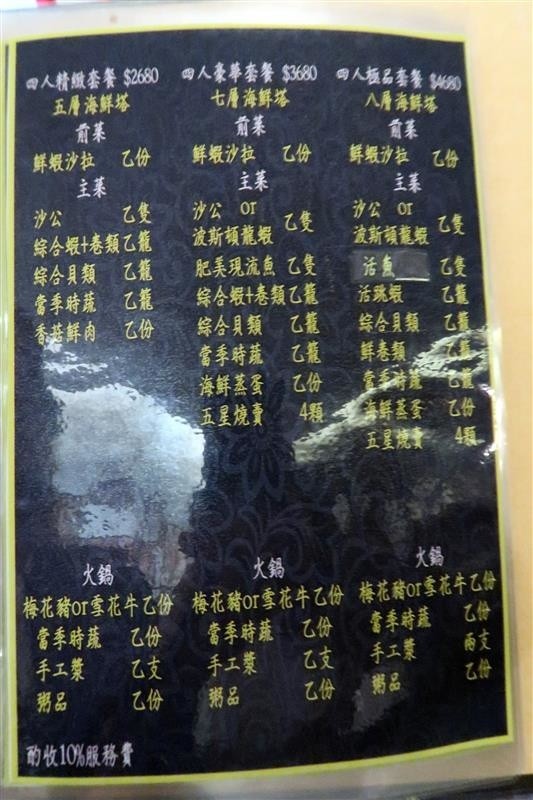 四人精緻套餐 $2680
五層海鮮塔
前菜
鮮蝦沙拉 乙份
主菜
沙公 乙隻
綜合蝦+卷類乙籠
綜合貝類 乙籠
當季時蔬 乙籠
香菇鮮肉 乙份
火鍋
梅花豬or雪花牛乙份
當季時蔬 乙份
手工漿 乙支
粥品 乙份
四人豪華套餐 $3680
七層海鮮塔
前菜
鮮蝦沙拉 乙份
主菜
沙公 or
波斯頓龍蝦 乙隻
肥美現流魚 乙隻
綜合蝦+卷類乙籠
綜合貝類 乙籠
當季時蔬 乙籠
海鮮蒸蛋 乙份
五星燒賣 4顆
火鍋
梅花豬or雪花牛乙份
當季時蔬 乙份
手工漿 乙支
粥品 乙份
四人極品套餐 $4680
八層海鮮塔
前菜
鮮蝦沙拉 乙份
主菜
沙公 or
波斯頓龍蝦 乙隻
活魚 乙隻
活跳蝦 乙籠
綜合貝類 乙籠
鮮卷類 乙籠
當季時蔬 乙籠
海鮮蒸蛋 乙份
五星燒賣 4顆
火鍋
梅花豬or雪花牛乙份
當季時蔬 乙份
手工漿 兩支
粥品 乙份
酌收10%服務費